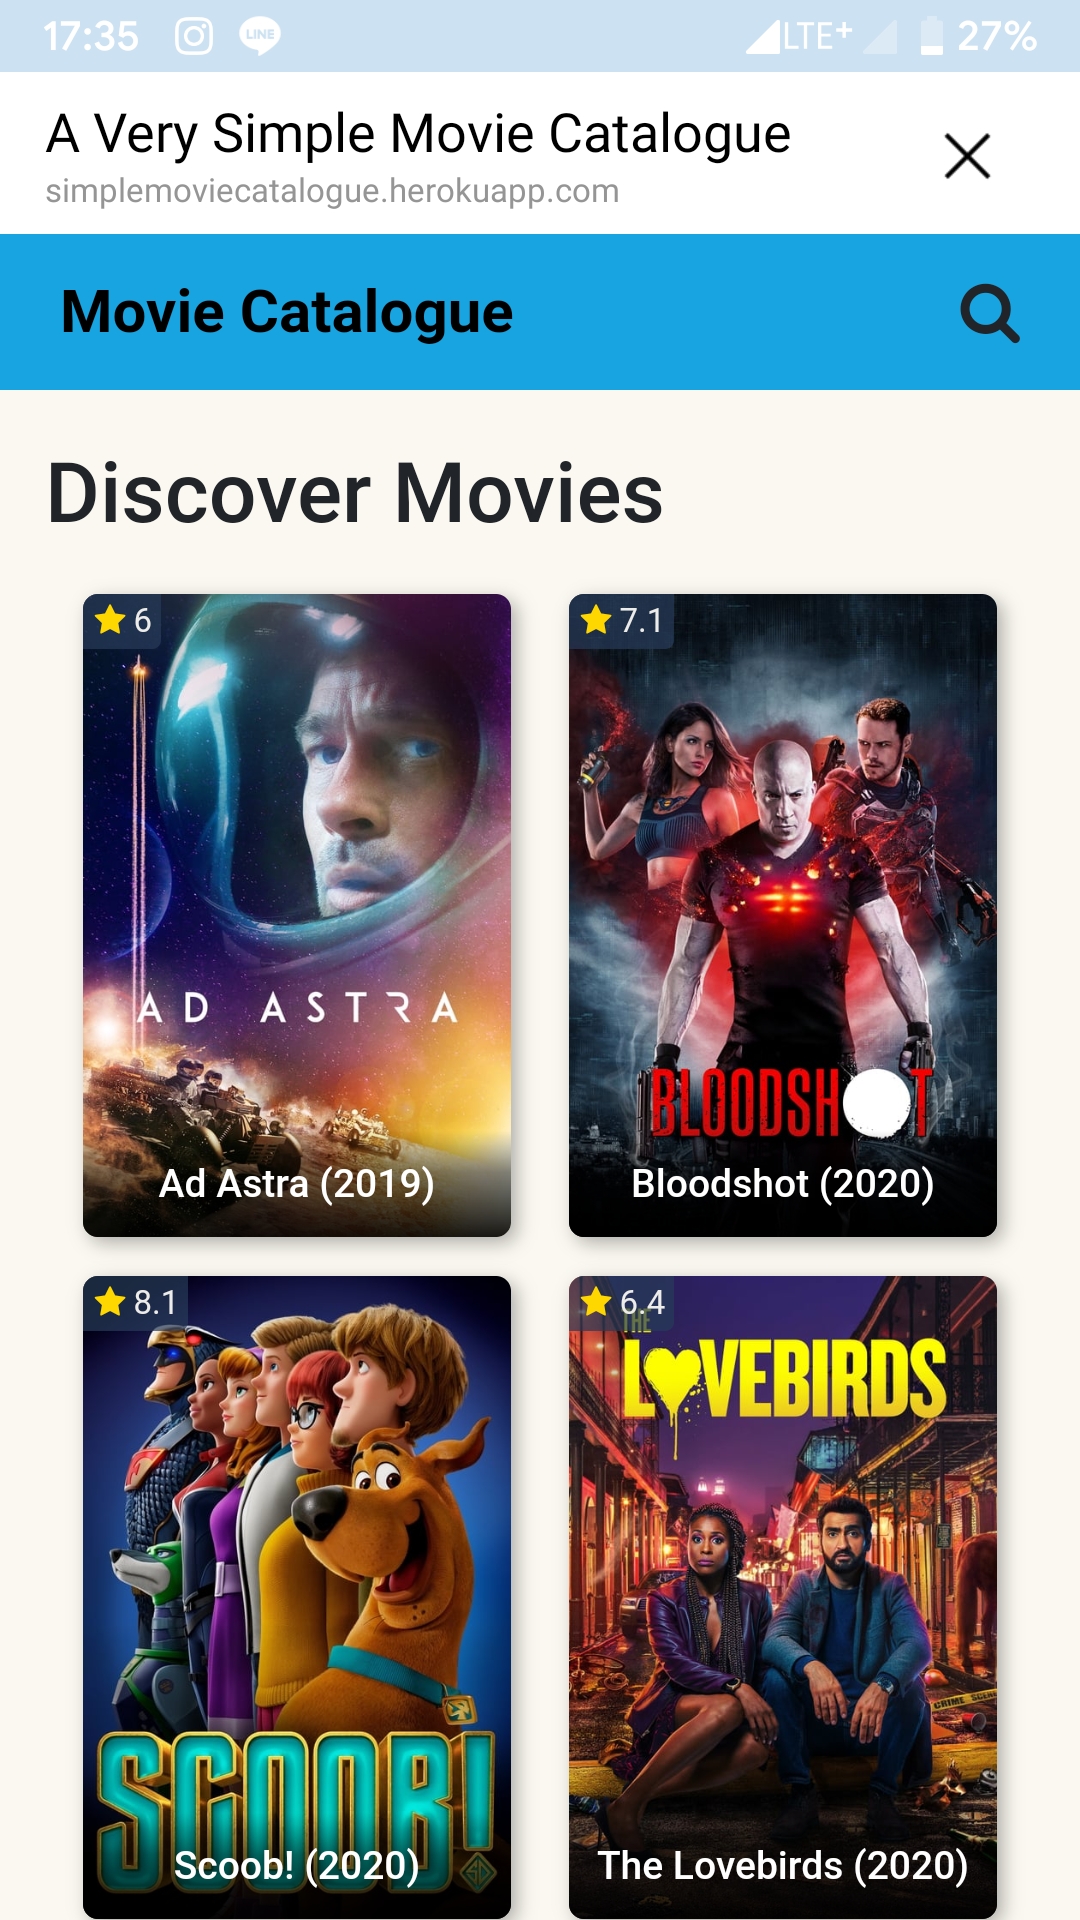 17:35 LINE LTE+ 27%
A Very Simple Movie Catalogue
simplemoviecatalogue.herokuapp.com
Movie Catalogue
Discover Movies
6
AD ASTRA
Ad Astra (2019)
7.1
BLOODSHOT
Bloodshot (2020)
8.1
SCOOB!
SD
Scoob! (2020)
6.4
THE
LOVEBIRDS
CRIME SCENE
The Lovebirds (2020)